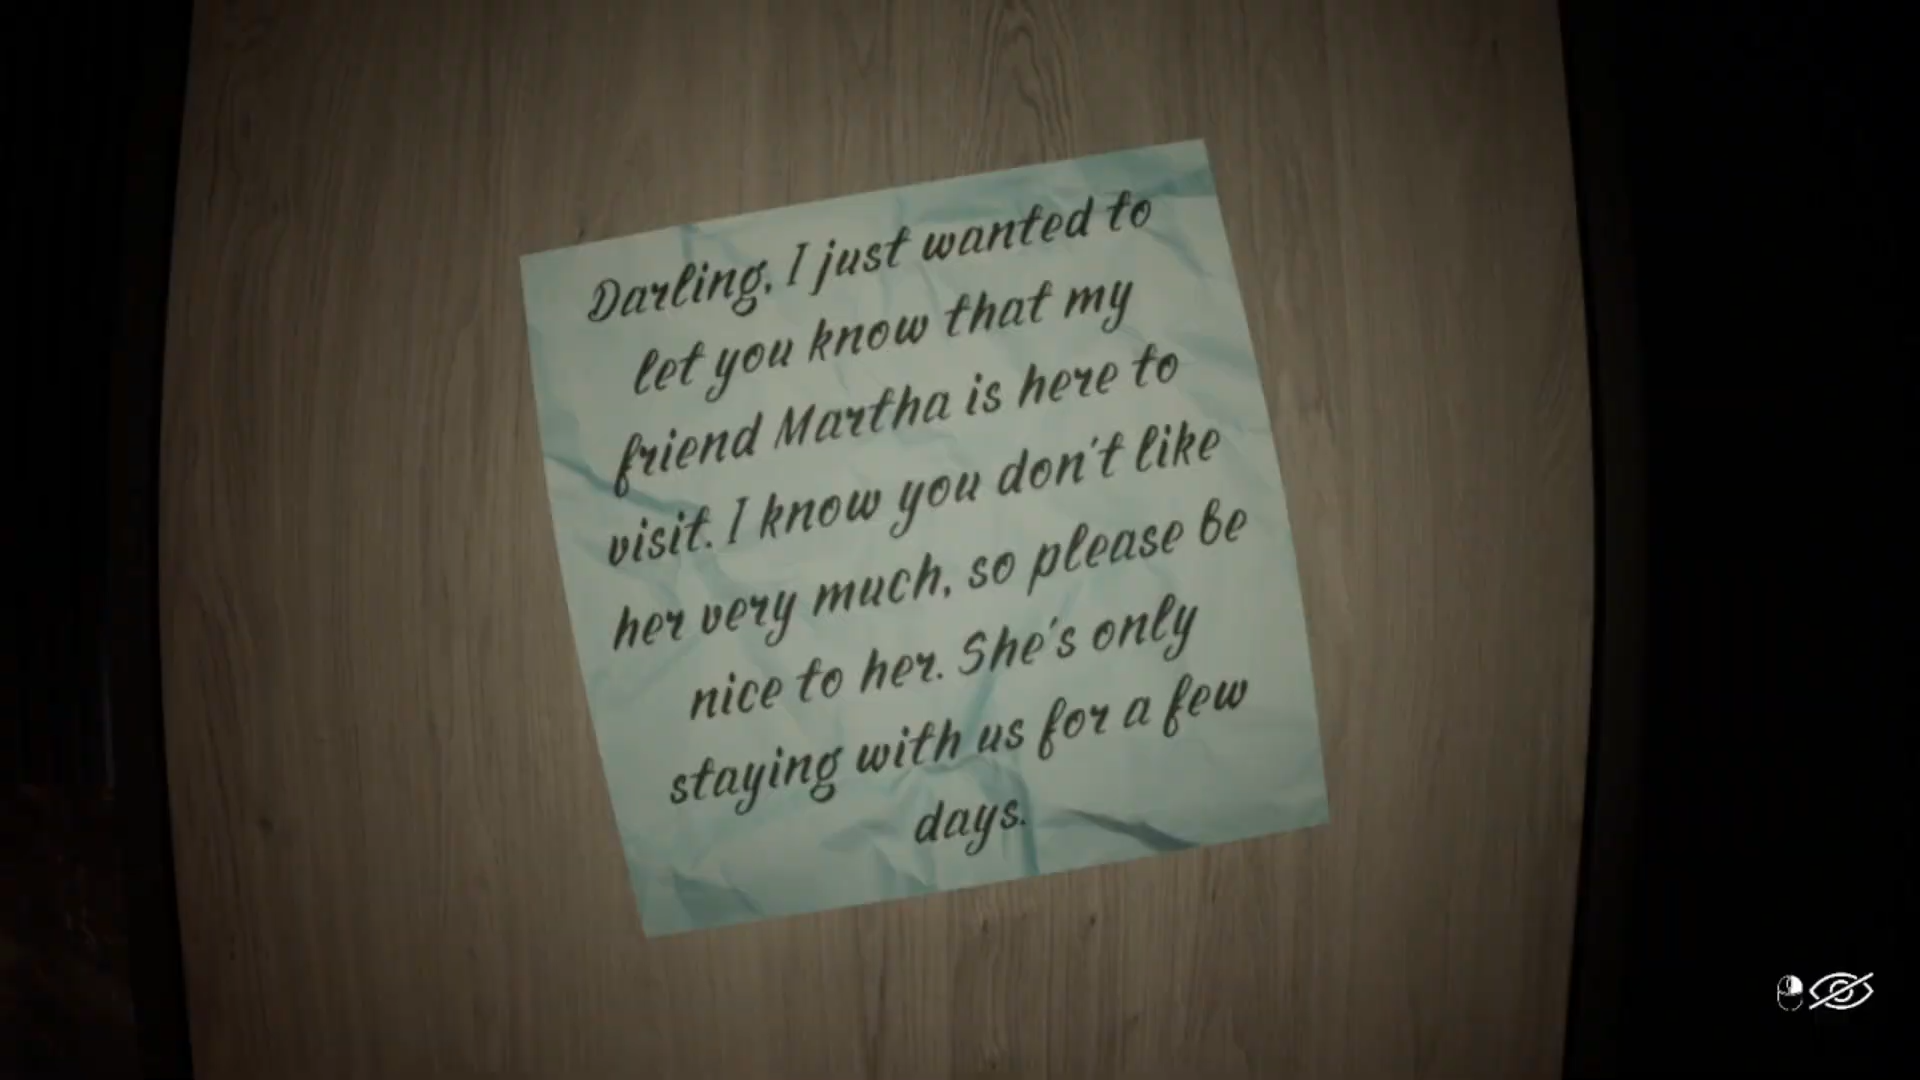 Darling, I just wanted to
let you know that my
friend Martha is here to
visit. I know you don't like
her very much, so please be
nice to her. She's only
staying with us for a few
days.